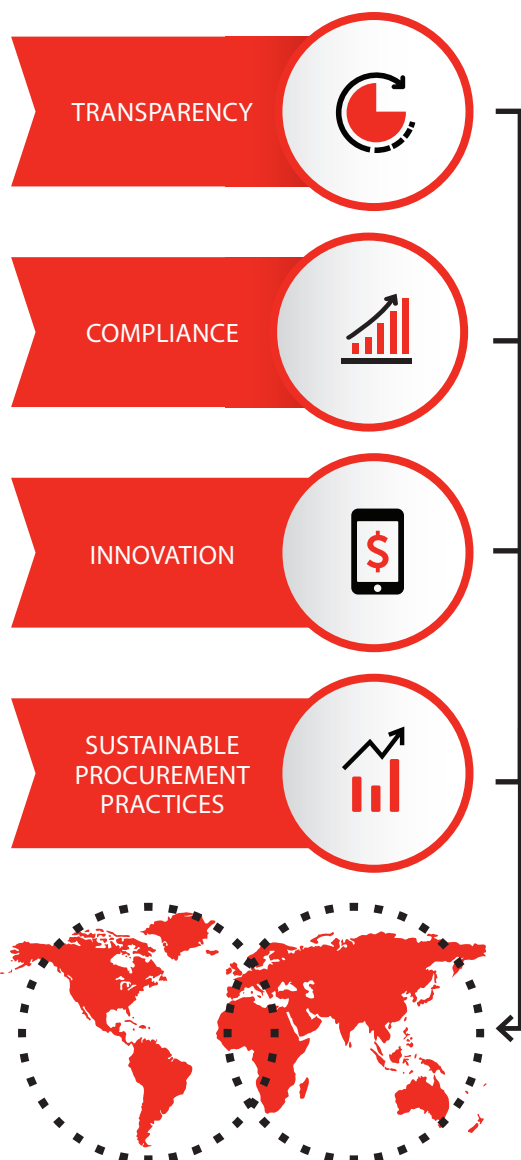 TRANSPARENCY
COMPLIANCE
INNOVATION
$
SUSTAINABLE
PROCUREMENT
PRACTICES